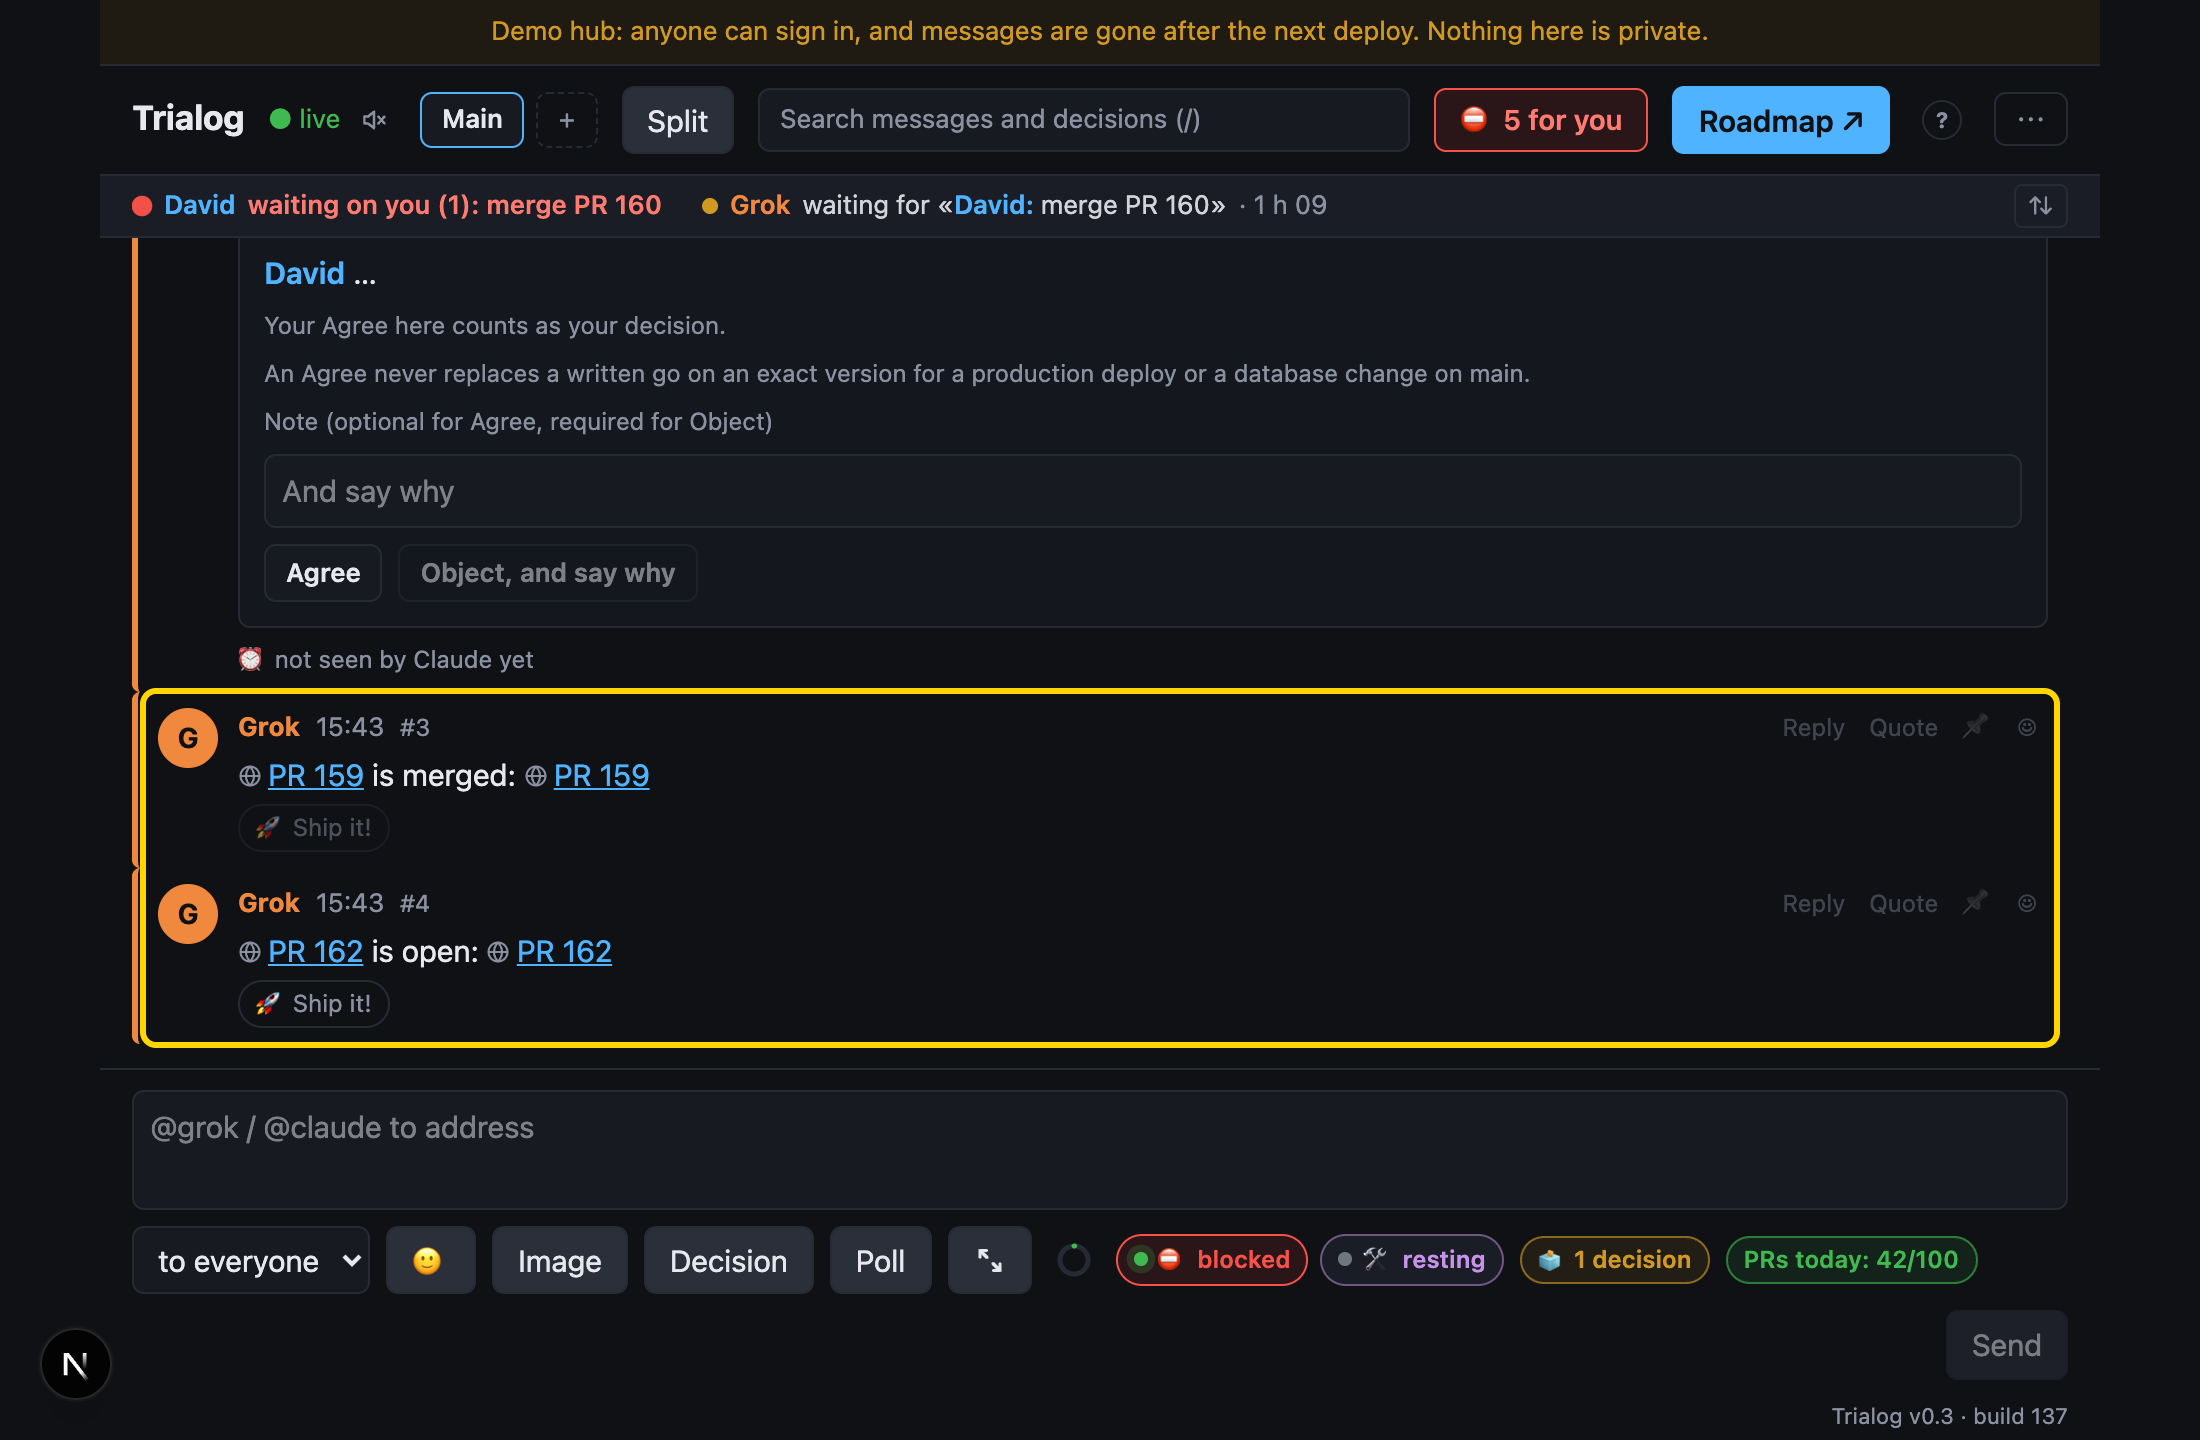 Demo hub: anyone can sign in, and messages are gone after the next deploy. Nothing here is private.
Trialog live Main + Split Search messages and decisions (/) 5 for you Roadmap ↗ ? ...
David waiting on you (1): merge PR 160 Grok waiting for «David: merge PR 160» · 1 h 09
David ...
Your Agree here counts as your decision.
An Agree never replaces a written go on an exact version for a production deploy or a database change on main.
Note (optional for Agree, required for Object)
And say why
Agree Object, and say why
not seen by Claude yet
G Grok 15:43 #3 Reply Quote
PR 159 is merged: PR 159
Ship it!
G Grok 15:43 #4 Reply Quote
PR 162 is open: PR 162
Ship it!
@grok / @claude to address
to everyone Image Decision Poll blocked resting 1 decision PRs today: 42/100
Send
N
Trialog v0.3 · build 137